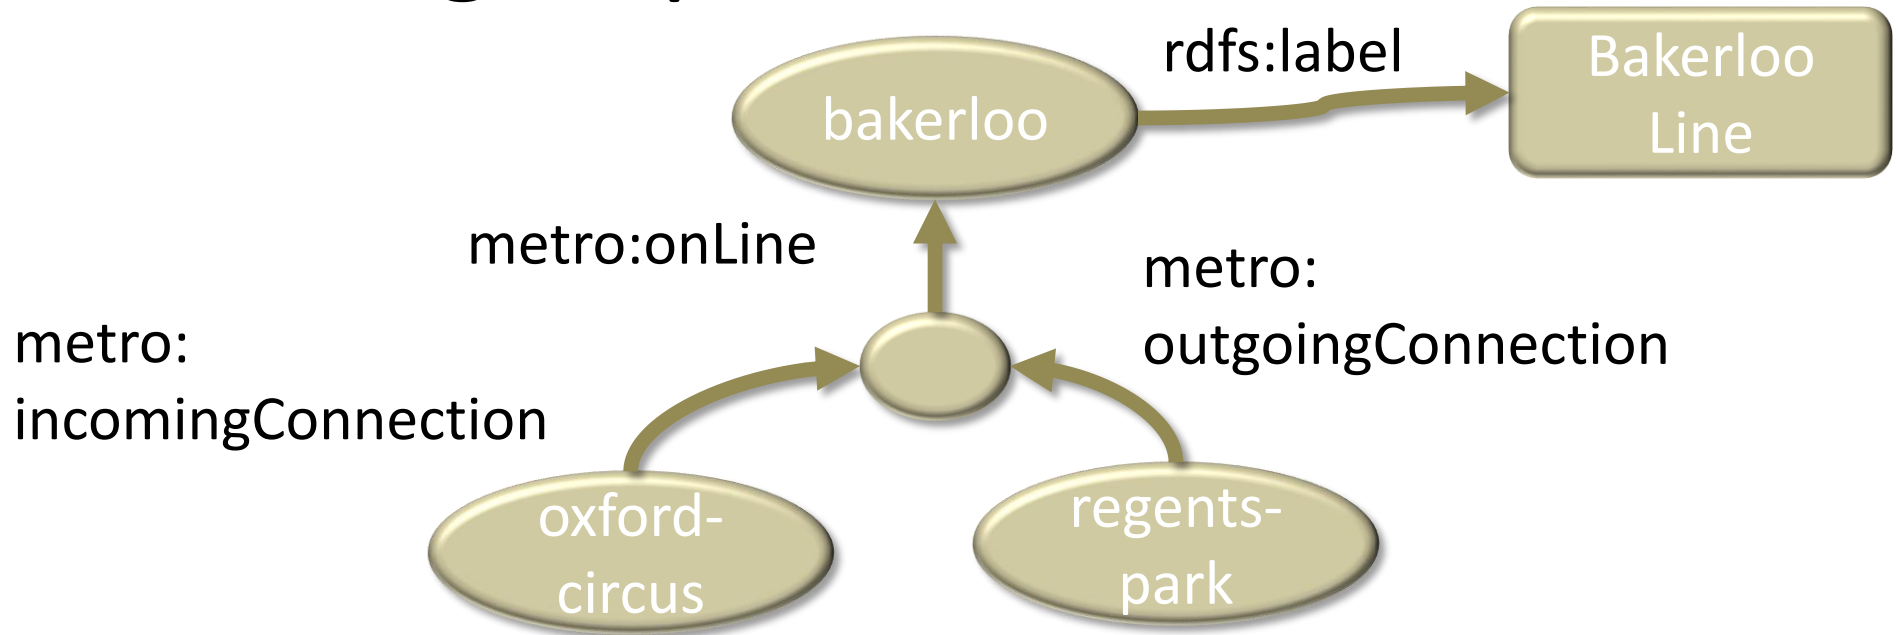 rdfs:label
Bakerloo
Line
bakerloo
metro:onLine
metro:
outgoingConnection
metro:
incomingConnection
oxford-
circus
regents-
park